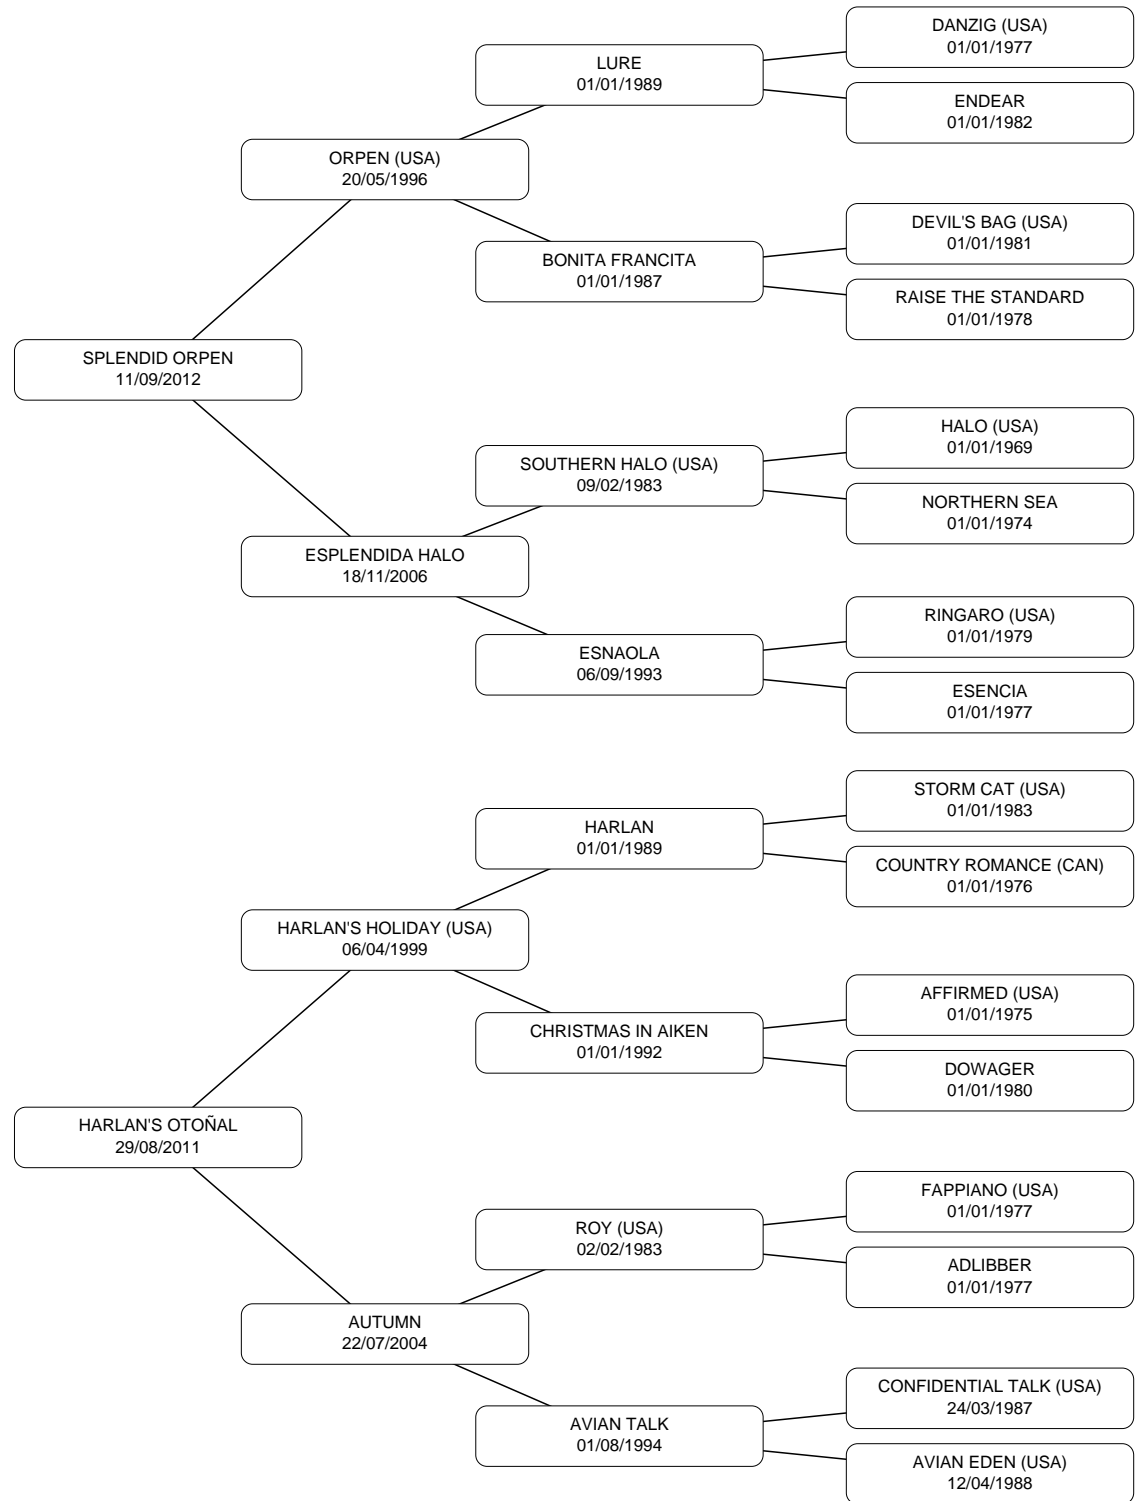 DANZIG (USA)
01/01/1977
LURE
01/01/1989
ENDEAR
01/01/1982
ORPEN (USA)
20/05/1996
DEVIL'S BAG (USA)
01/01/1981
BONITA FRANCITA
01/01/1987
RAISE THE STANDARD
01/01/1978
SPLENDID ORPEN
11/09/2012
HALO (USA)
01/01/1969
SOUTHERN HALO (USA)
09/02/1983
NORTHERN SEA
01/01/1974
ESPLENDIDA HALO
18/11/2006
RINGARO (USA)
01/01/1979
ESNAOLA
06/09/1993
ESENCIA
01/01/1977
STORM CAT (USA)
01/01/1983
HARLAN
01/01/1989
COUNTRY ROMANCE (CAN)
01/01/1976
HARLAN'S HOLIDAY (USA)
06/04/1999
AFFIRMED (USA)
01/01/1975
CHRISTMAS IN AIKEN
01/01/1992
DOWAGER
01/01/1980
HARLAN'S OTOÑAL
29/08/2011
FAPPIANO (USA)
01/01/1977
ROY (USA)
02/02/1983
ADLIBBER
01/01/1977
AUTUMN
22/07/2004
CONFIDENTIAL TALK (USA)
24/03/1987
AVIAN TALK
01/08/1994
AVIAN EDEN (USA)
12/04/1988